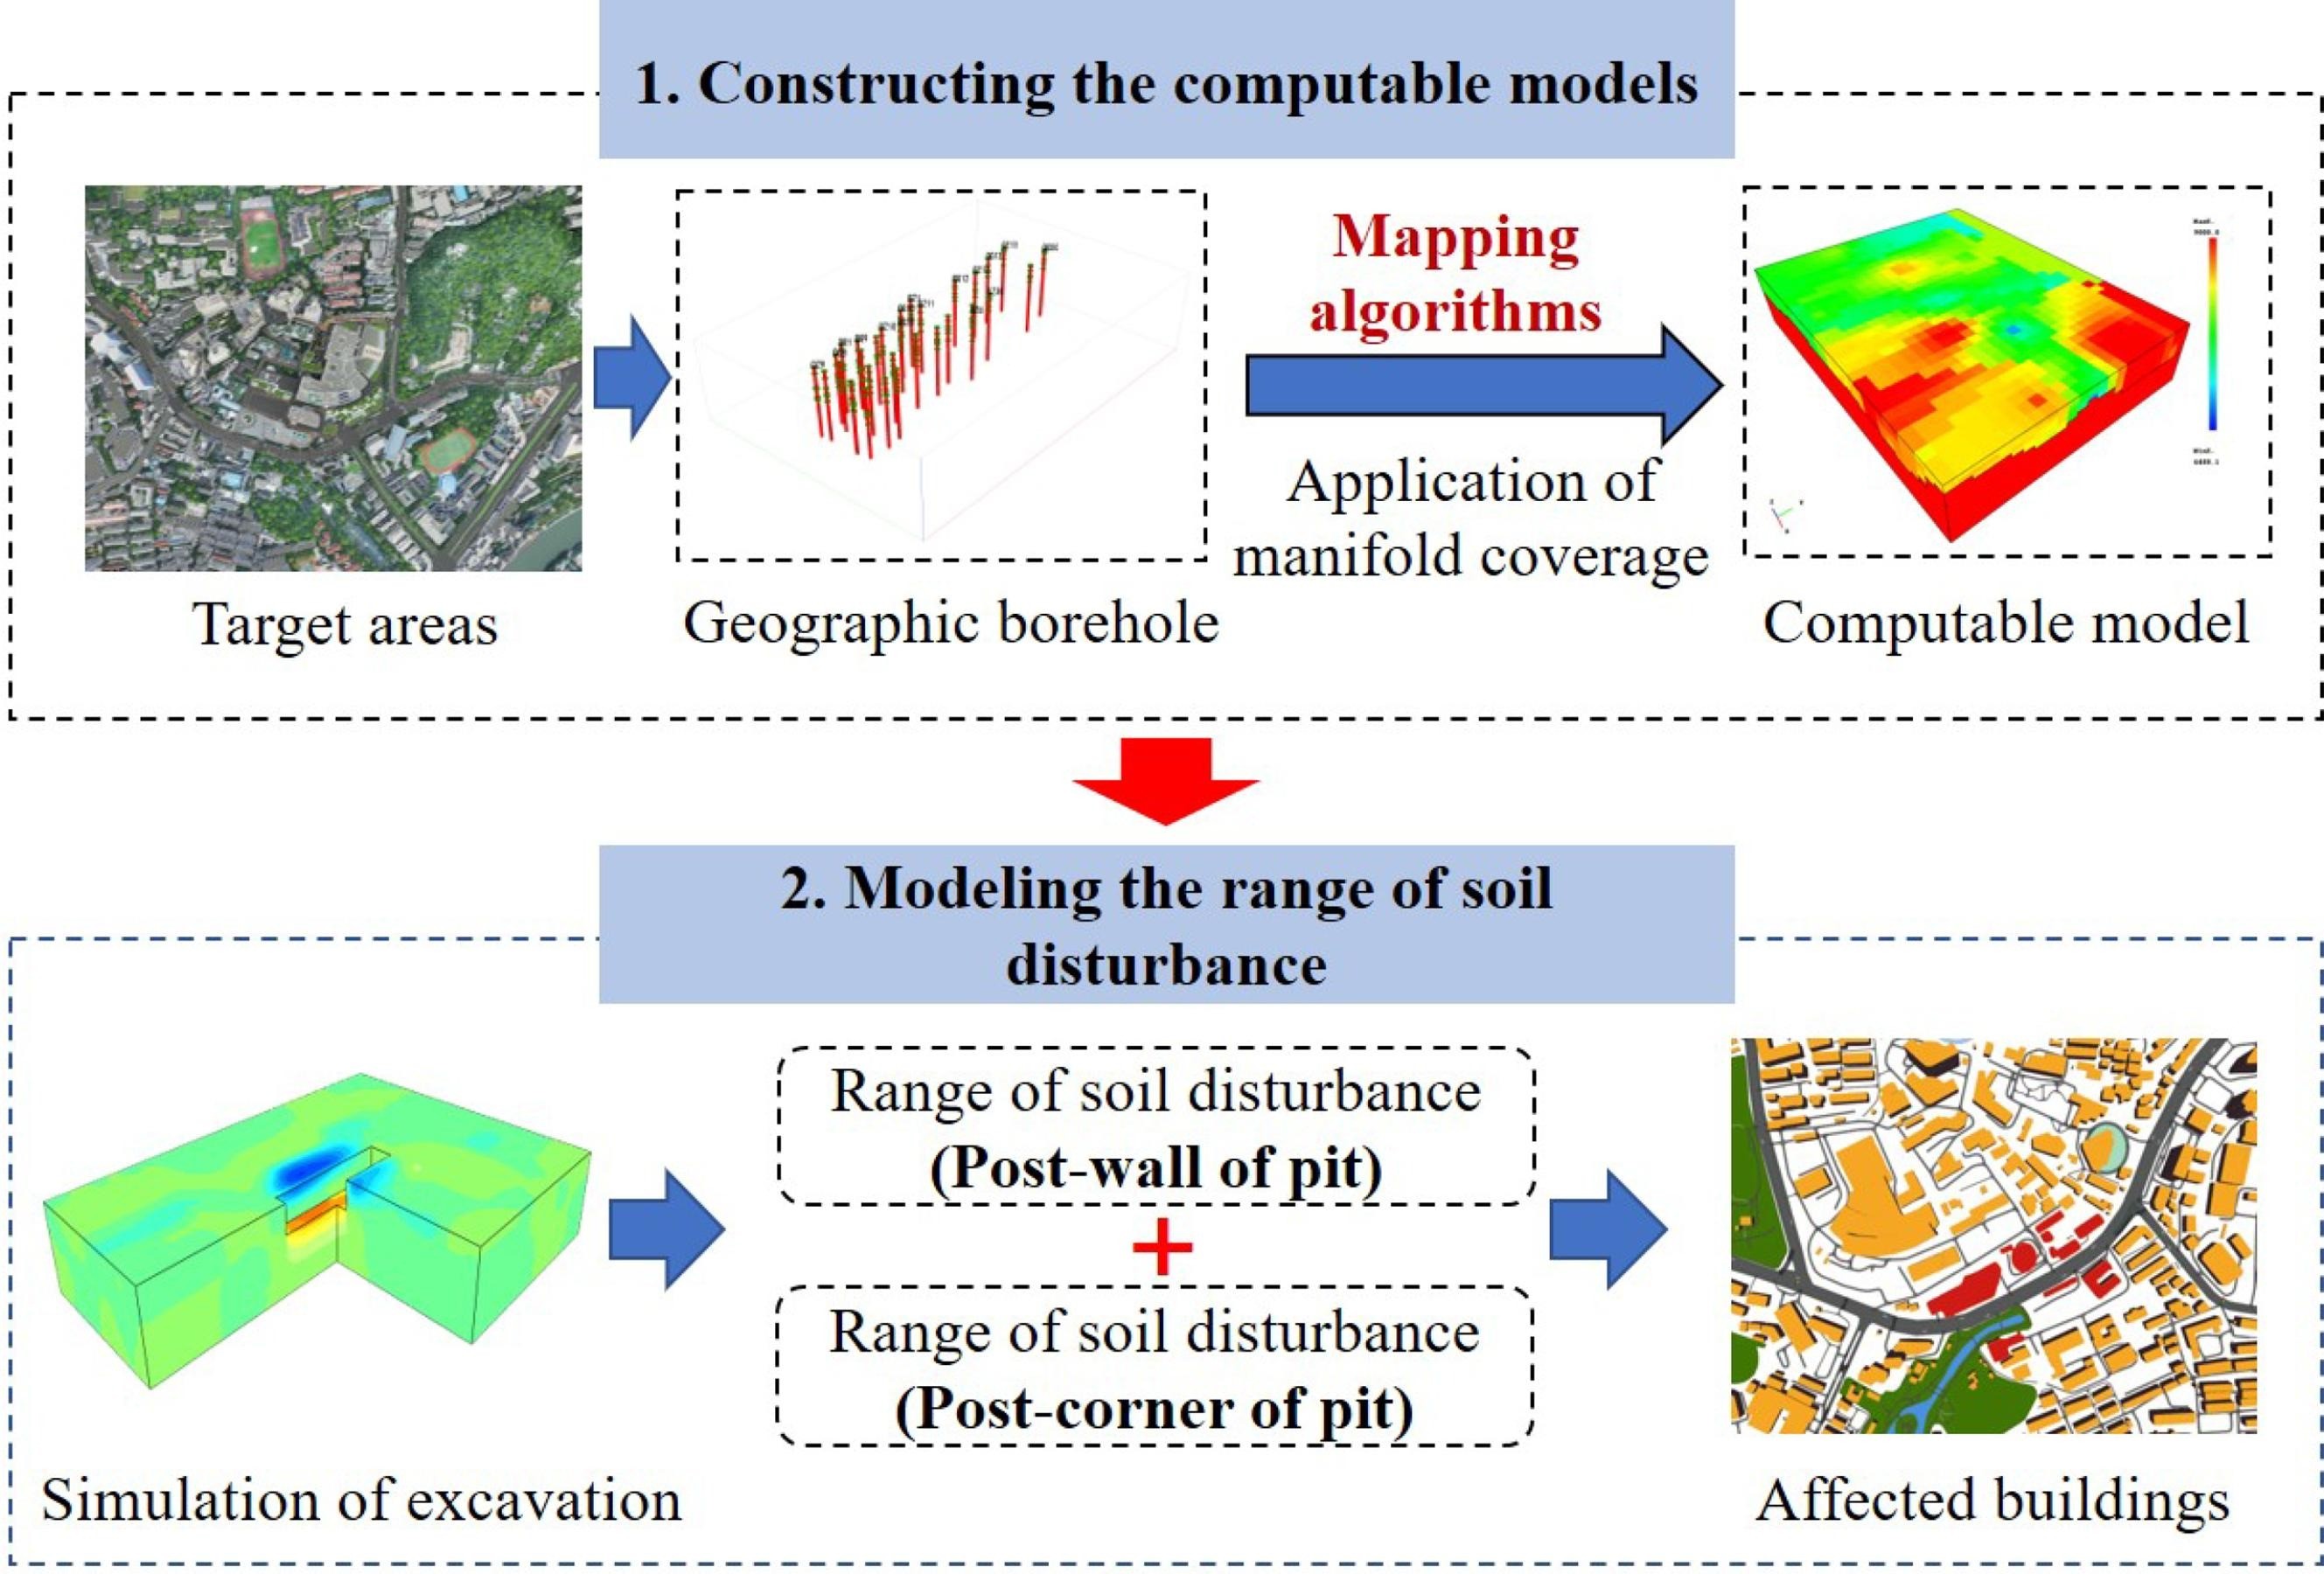 1. Constructing the computable models
Mapping
algorithms
Application of
manifold coverage
Target areas
Geographic borehole
Computable model
2. Modeling the range of soil
disturbance
Range of soil disturbance
(Post-wall of pit)
+
Range of soil disturbance
(Post-corner of pit)
Simulation of excavation
Affected buildings